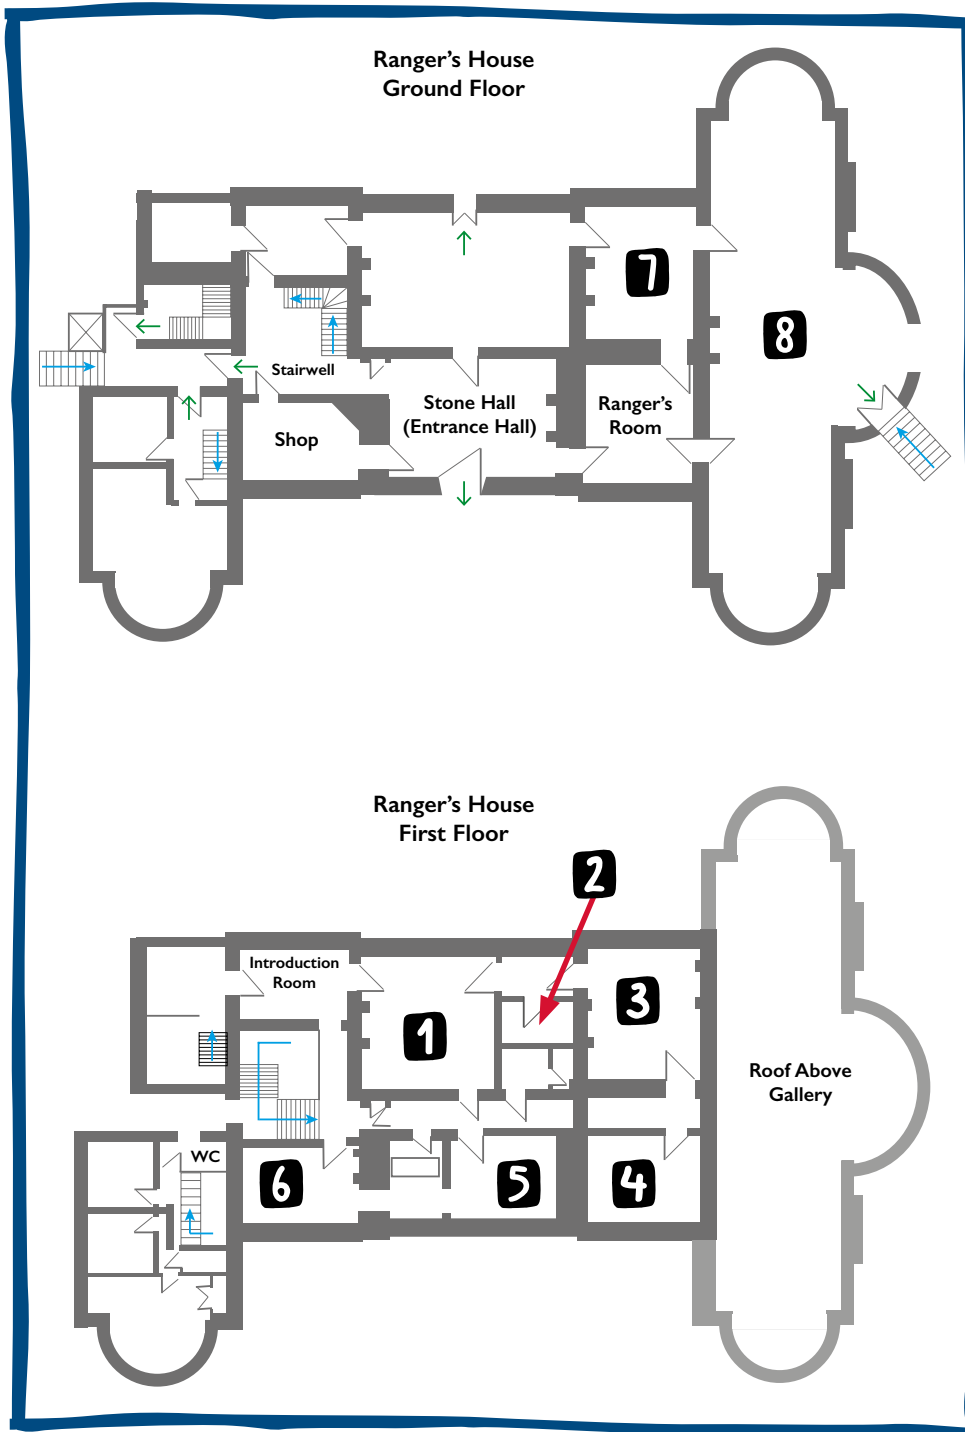 Ranger's House
Ground Floor
7
8
Stairwell
Stone Hall
(Entrance Hall)
Ranger's
Room
Shop
Ranger's House
First Floor
2
Introduction
Room
3
1
Roof Above
Gallery
WC
6
5
4